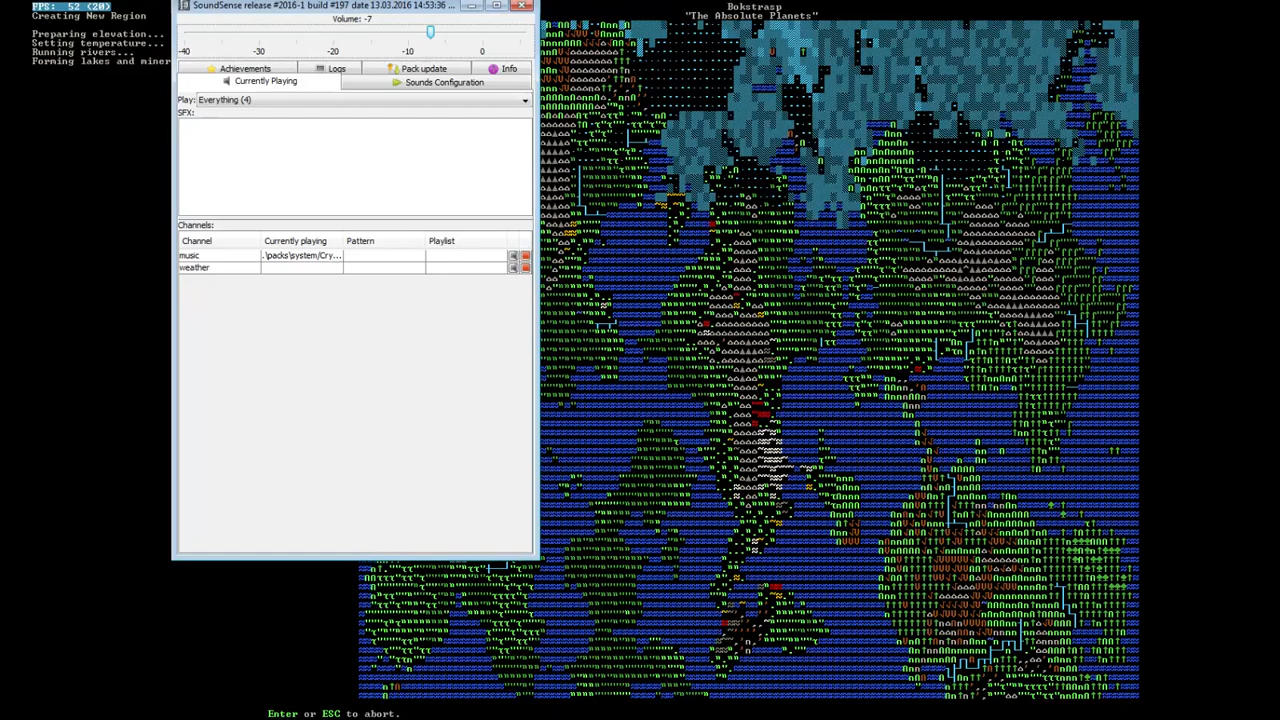 FPS: 52 (20)
Creating New Region
Preparing elevation...
Setting temperature...
Running rivers...
Forming lakes and miner
SoundSense release #2016-1 build #197 date 13.03.2016 14:53:36 ...
Volume: -7
-40 -30 -20 -10 0
Achievements Logs Pack update Info
Currently Playing Sounds Configuration
Play: Everything (4)
SFX:
Channels:
Channel Currently playing Pattern Playlist
music .\packs\system/Cry...
weather
Bokstrasp
"The Absolute Planets"
Enter or ESC to abort.